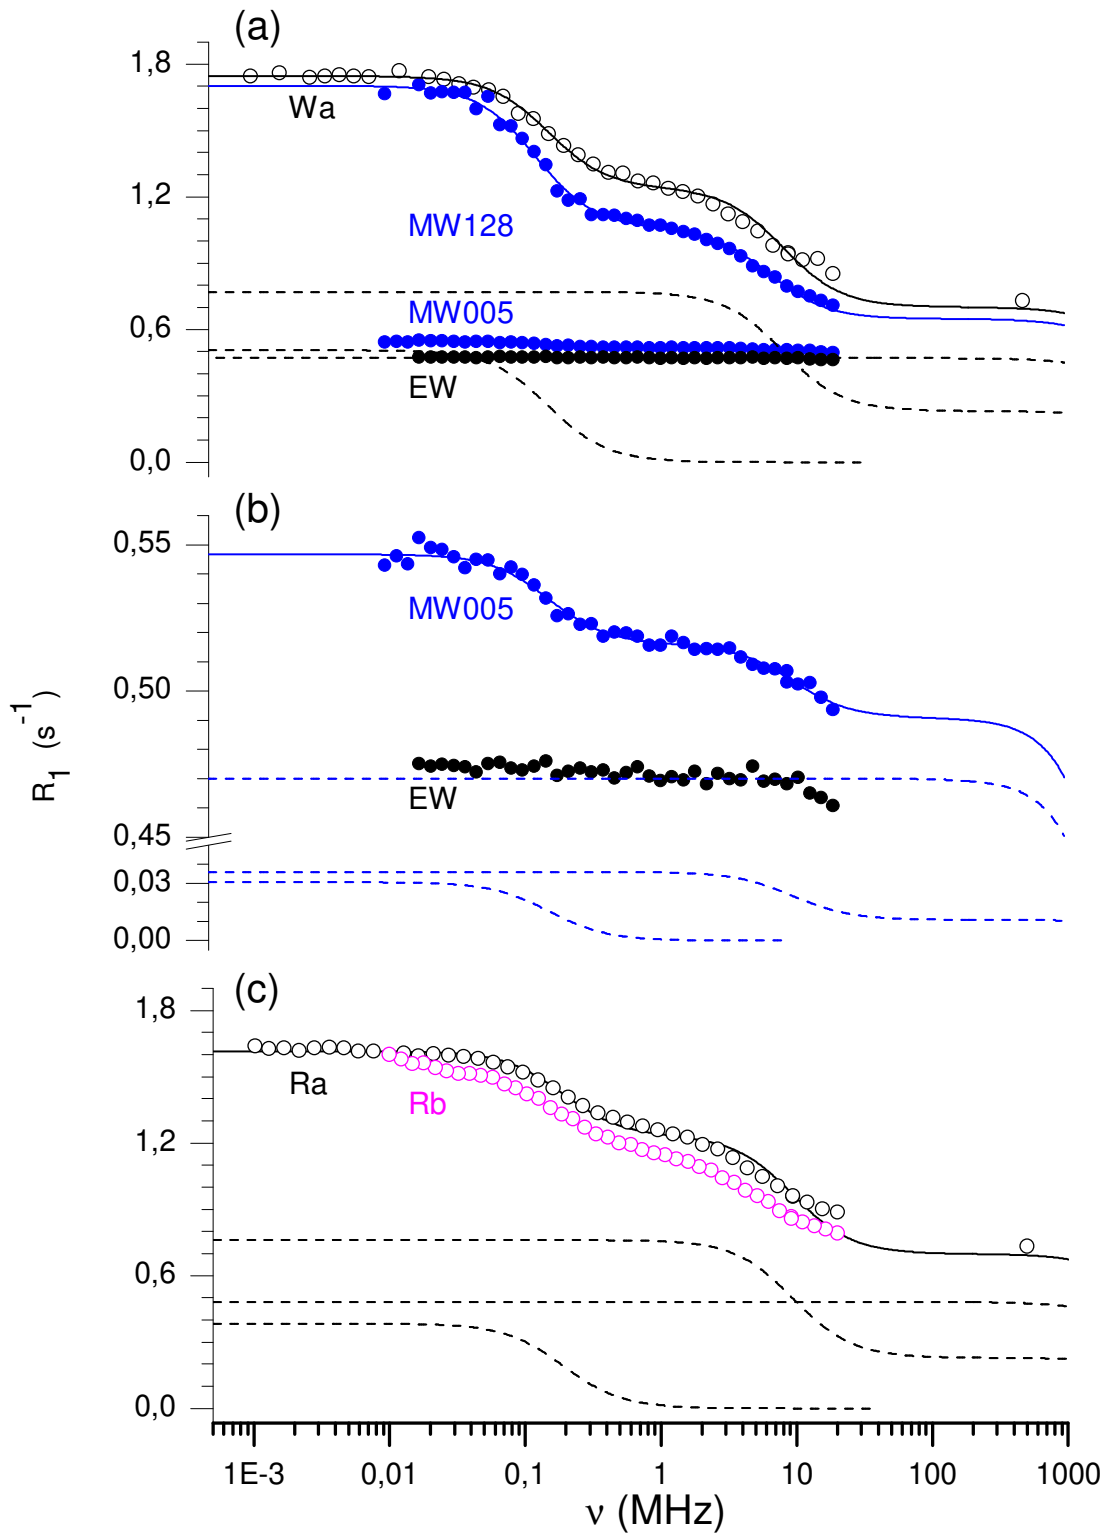 (a)
1,8
Wa
1,2
MW128
MW005
0,6
EW
0,0
(b)
0,55
MW005
0,50
EW
0,45
0,03
0,00
R1 (s-1)
(c)
1,8
Ra
Rb
1,2
0,6
0,0
1E-3 0,01 0,1 1 10 100 1000
ν (MHz)